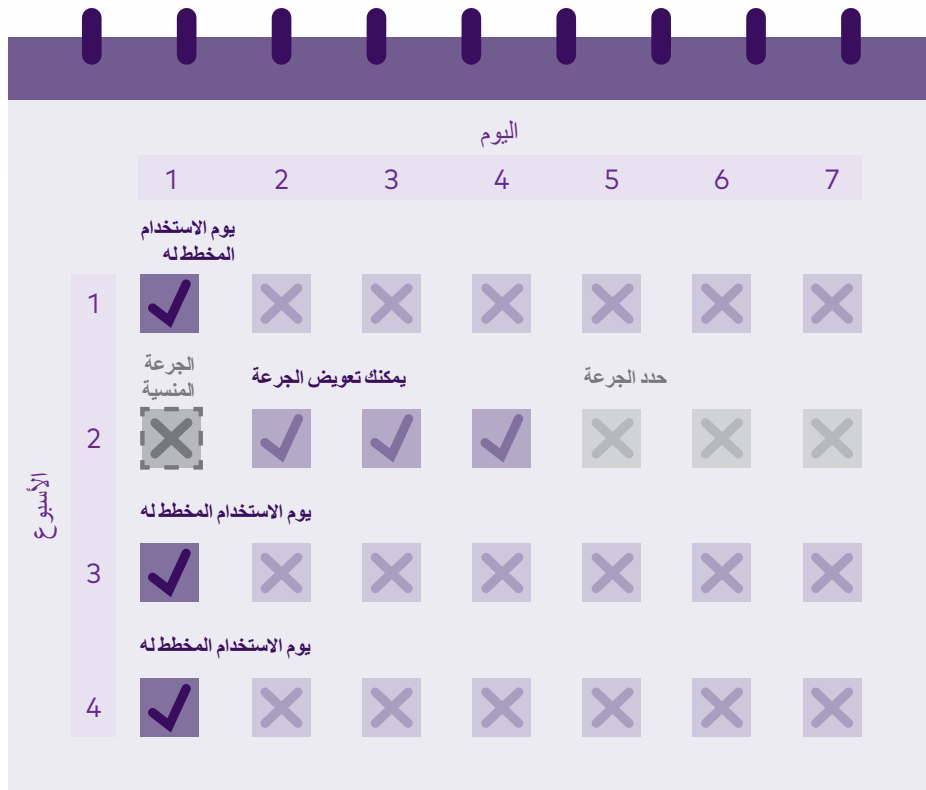 اليوم
1 2 3 4 5 6 7
يوم الاستخدام
المخطط له
1
الجرعة
المنسية
يمكنك تعويض الجرعة
حدد الجرعة
2
الأسبوع
يوم الاستخدام المخطط له
3
يوم الاستخدام المخطط له
4